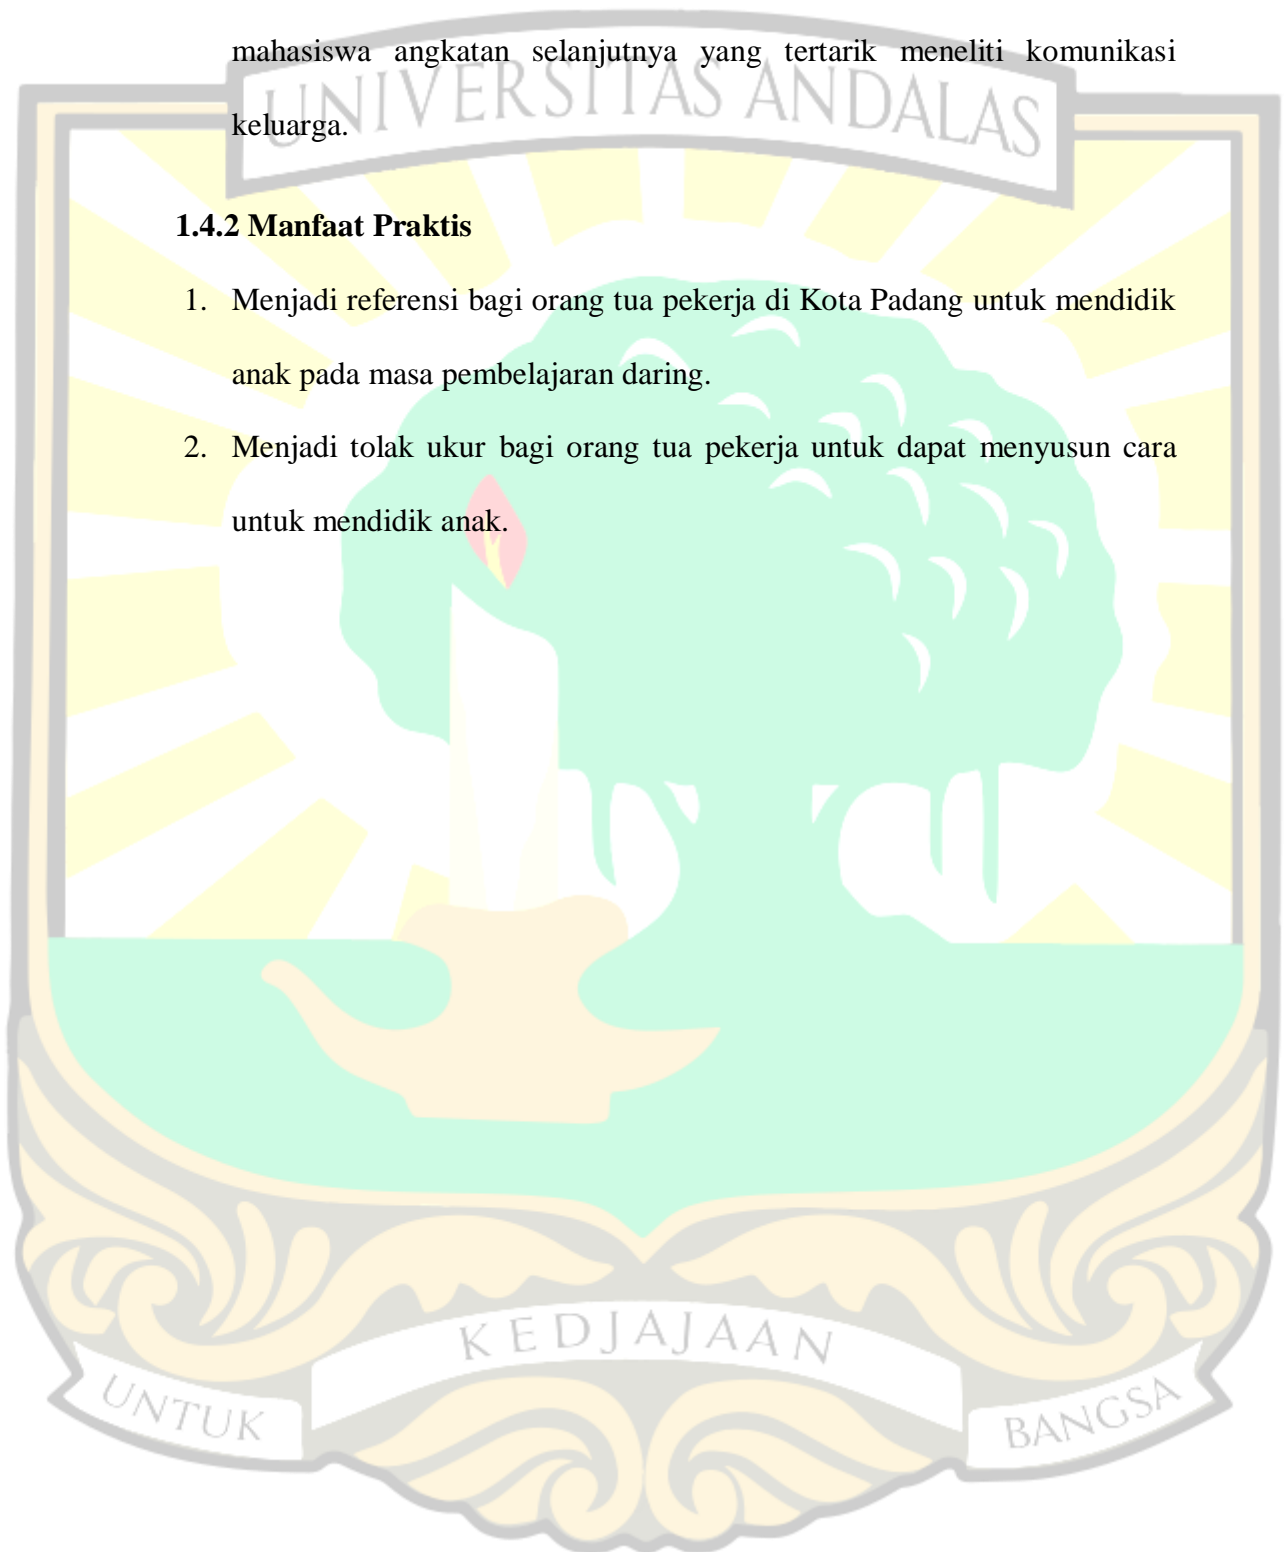 mahasiswa angkatan selanjutnya yang tertarik meneliti komunikasi
UNIVERSITAS ANDALAS
keluarga.
1.4.2 Manfaat Praktis
1. Menjadi referensi bagi orang tua pekerja di Kota Padang untuk mendidik
anak pada masa pembelajaran daring.
2. Menjadi tolak ukur bagi orang tua pekerja untuk dapat menyusun cara
untuk mendidik anak.
KEDJAJAAN
UNTUK
BANGSA